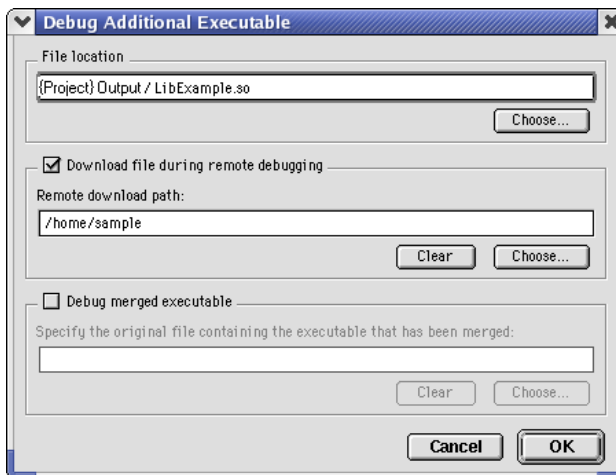 Debug Additional Executable
File location
{Project} Output / LibExample.so
Choose...
Download file during remote debugging
Remote download path:
/home/sample
Clear Choose...
Debug merged executable
Specify the original file containing the executable that has been merged:
Clear Choose...
Cancel OK